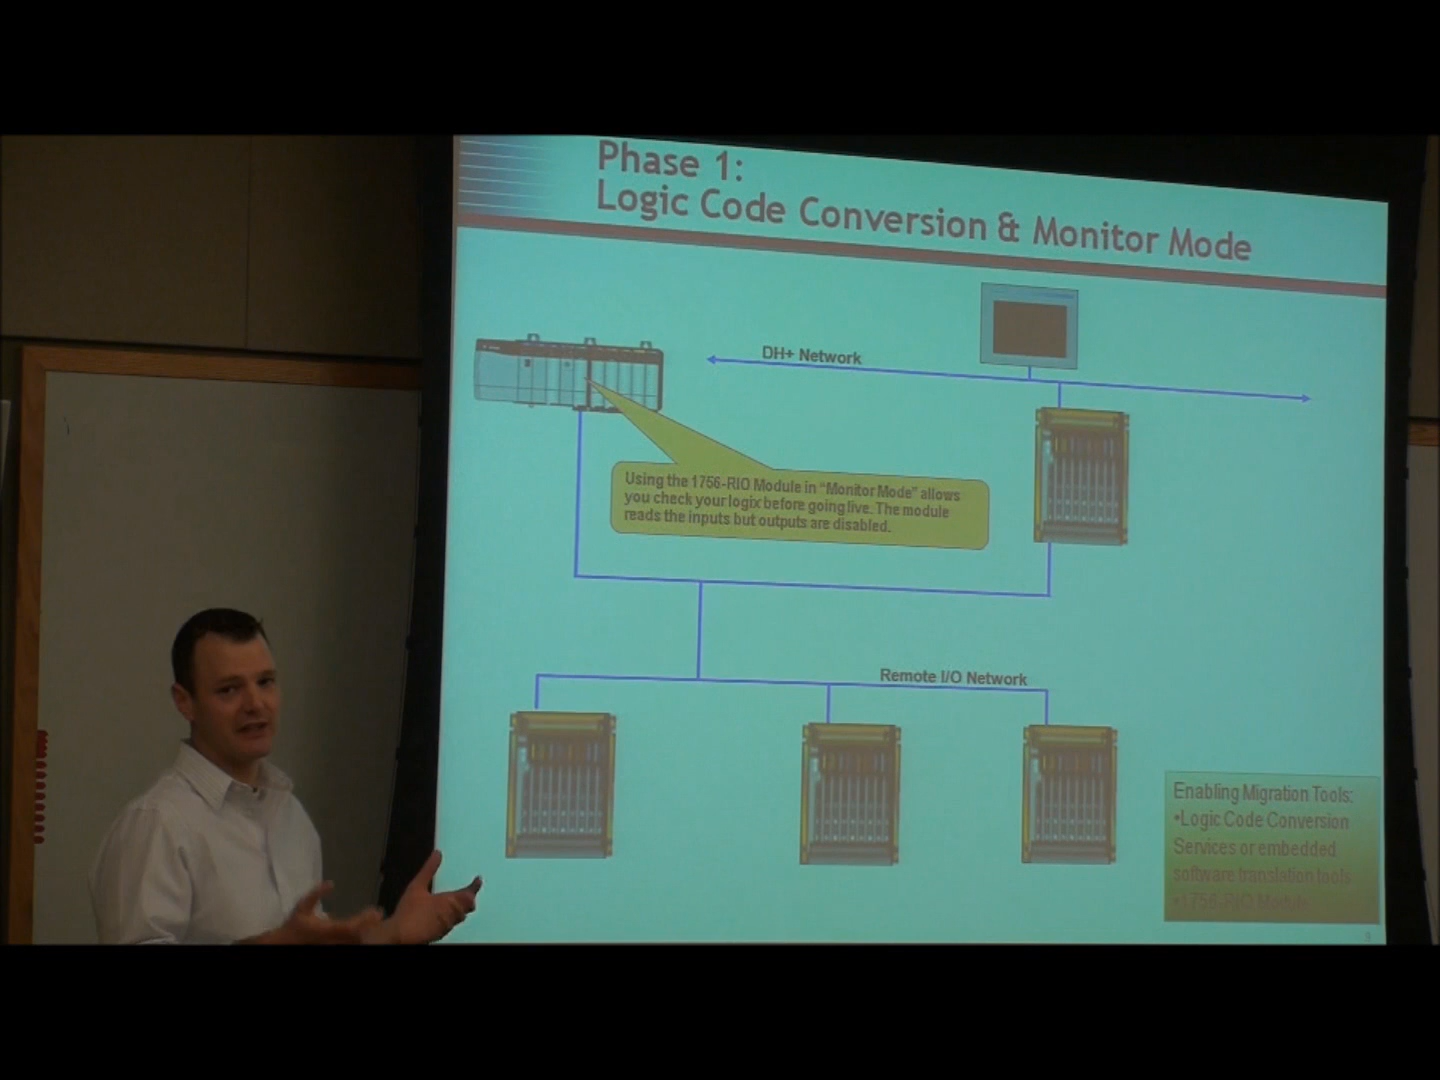 Phase 1:
Logic Code Conversion & Monitor Mode
DH+ Network
Using the 1756-RIO Module in "Monitor Mode" allows
you check your logix before going live. The module
reads the inputs but outputs are disabled.
Remote I/O Network
Enabling Migration Tools:
•Logic Code Conversion
Services or embedded
software translation tools
•1756-RIO Module